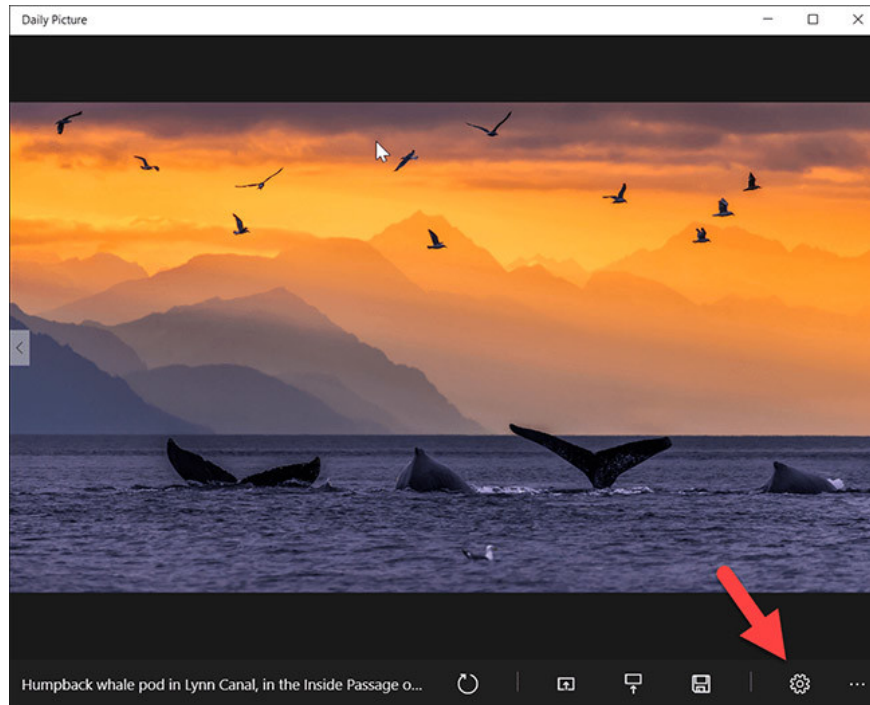 Daily Picture
Humpback whale pod in Lynn Canal, in the Inside Passage o...